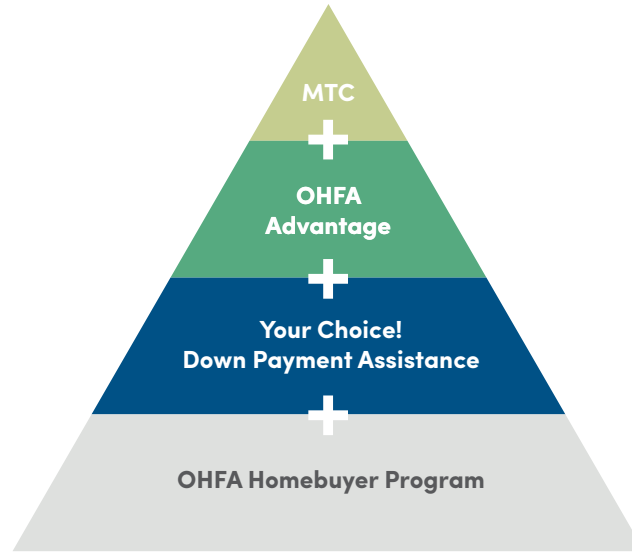 MTC
OHFA
Advantage
Your Choice!
Down Payment Assistance
OHFA Homebuyer Program